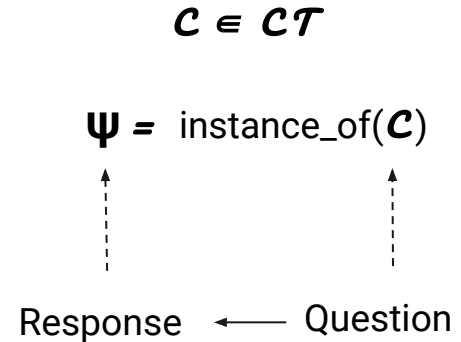 𝓒 ∈ 𝓒𝓣
Ψ = instance_of(𝓒)
Response Question